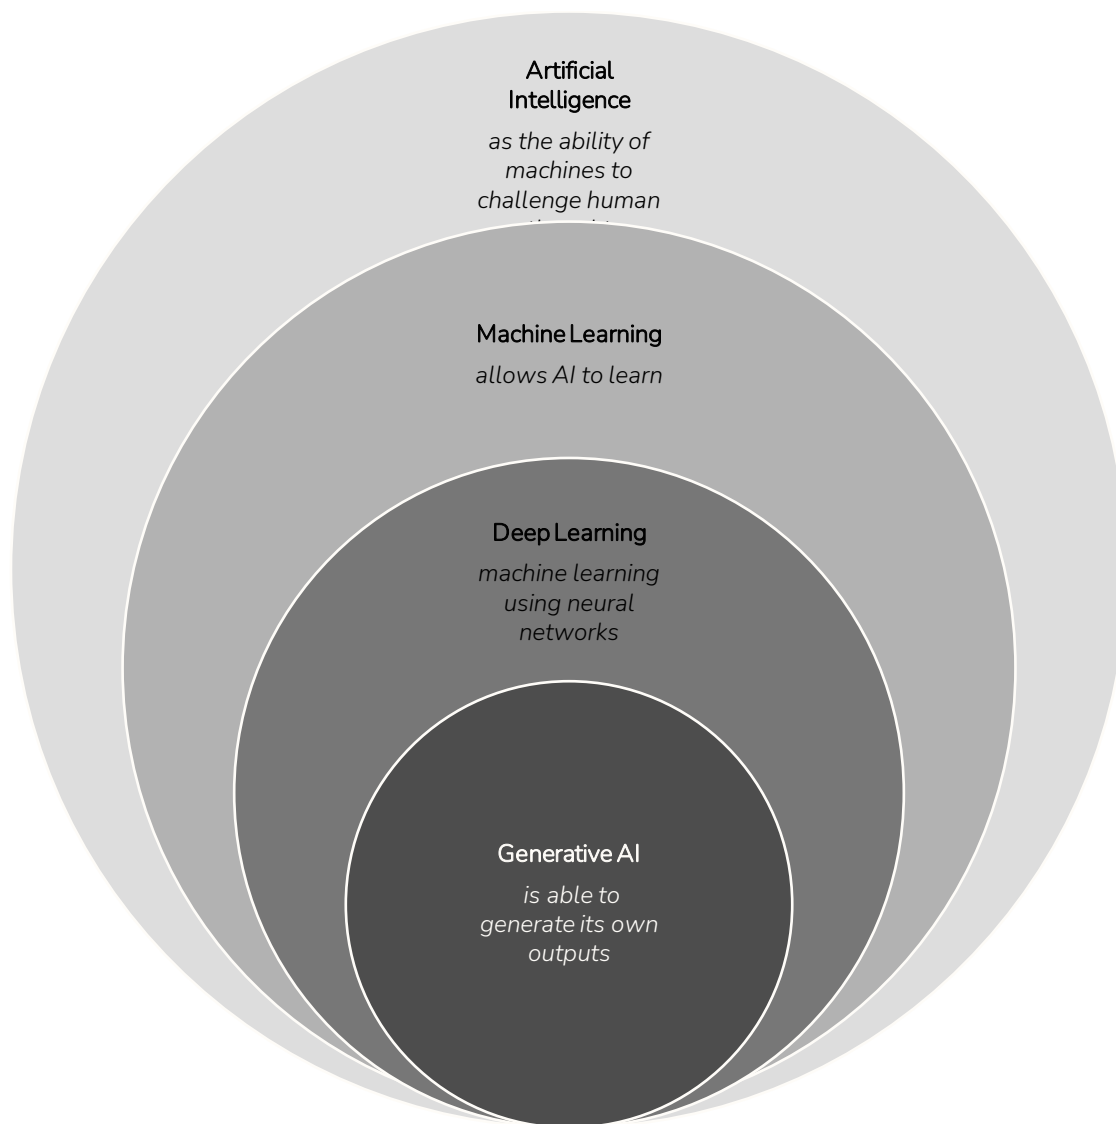 Artificial
Intelligence
as the ability of
machines to
challenge human
Machine Learning
allows AI to learn
Deep Learning
machine learning
using neural
networks
Generative AI
is able to
generate its own
outputs